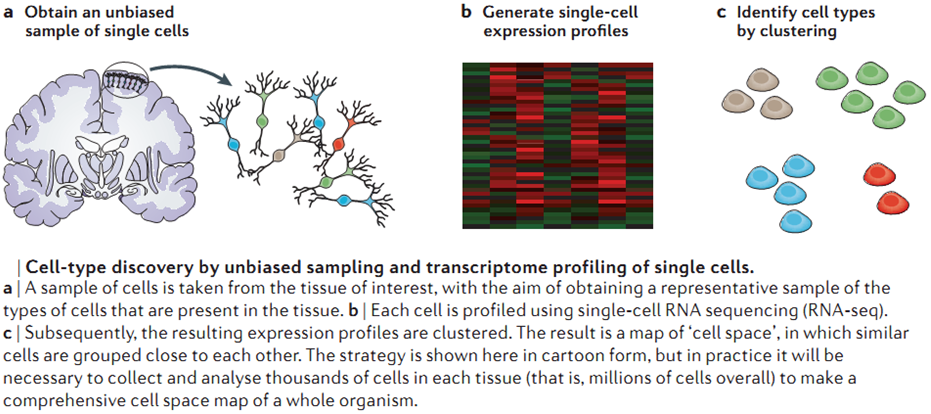 a Obtain an unbiased
sample of single cells
b Generate single-cell
expression profiles
c Identify cell types
by clustering
| Cell-type discovery by unbiased sampling and transcriptome profiling of single cells.
a | A sample of cells is taken from the tissue of interest, with the aim of obtaining a representative sample of the
types of cells that are present in the tissue. b | Each cell is profiled using single-cell RNA sequencing (RNA-seq).
c | Subsequently, the resulting expression profiles are clustered. The result is a map of ‘cell space’, in which similar
cells are grouped close to each other. The strategy is shown here in cartoon form, but in practice it will be
necessary to collect and analyse thousands of cells in each tissue (that is, millions of cells overall) to make a
comprehensive cell space map of a whole organism.